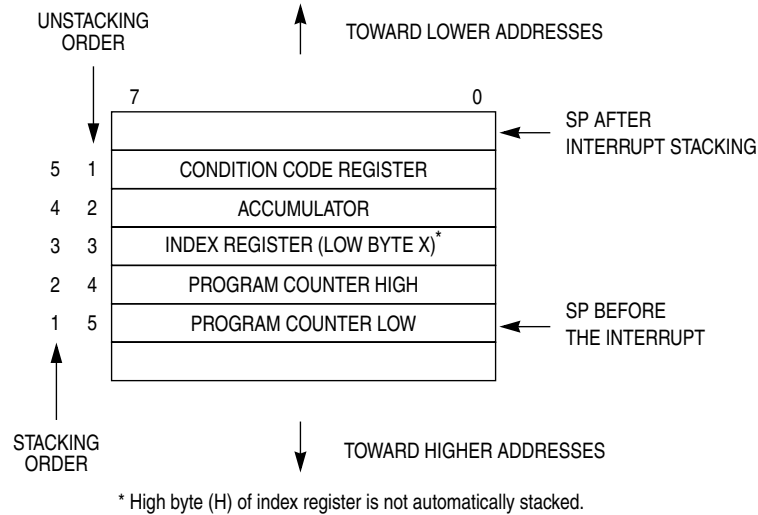 UNSTACKING
ORDER
TOWARD LOWER ADDRESSES
7 0
SP AFTER
INTERRUPT STACKING
5 1 CONDITION CODE REGISTER
4 2 ACCUMULATOR
3 3 INDEX REGISTER (LOW BYTE X)*
2 4 PROGRAM COUNTER HIGH
1 5 PROGRAM COUNTER LOW
SP BEFORE
THE INTERRUPT
STACKING
ORDER
TOWARD HIGHER ADDRESSES
* High byte (H) of index register is not automatically stacked.